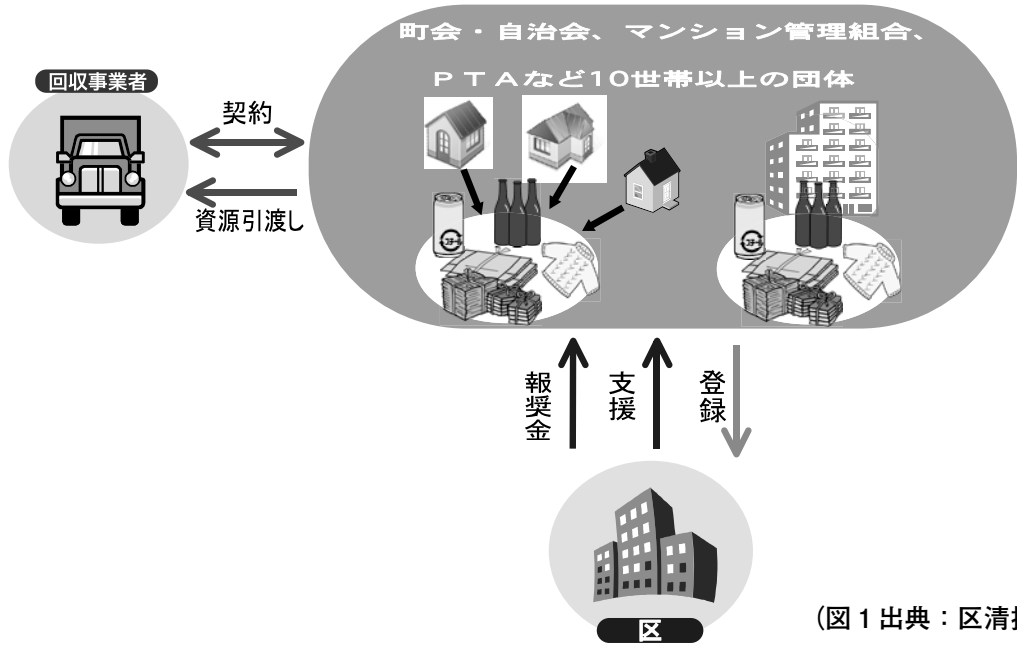 町会・自治会、マンション管理組合、
ＰＴＡなど10世帯以上の団体
回収事業者
契約
資源引渡し
報奨金
支援
登録
区
（図１出典：区清